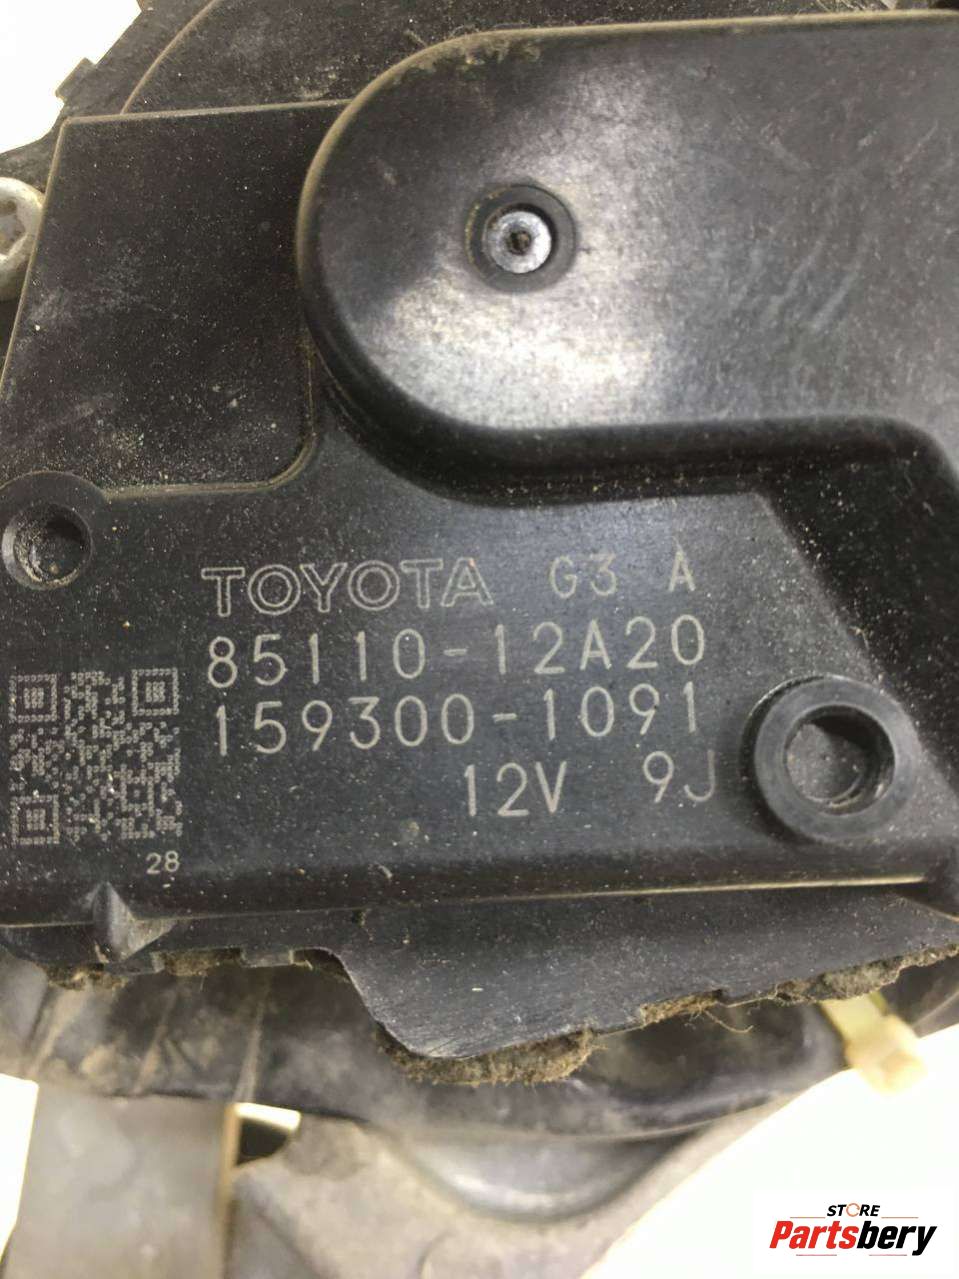 TOYOTA G3 A
85110-12A20
159300-1091
12V 9J
28
STORE
Partsbery